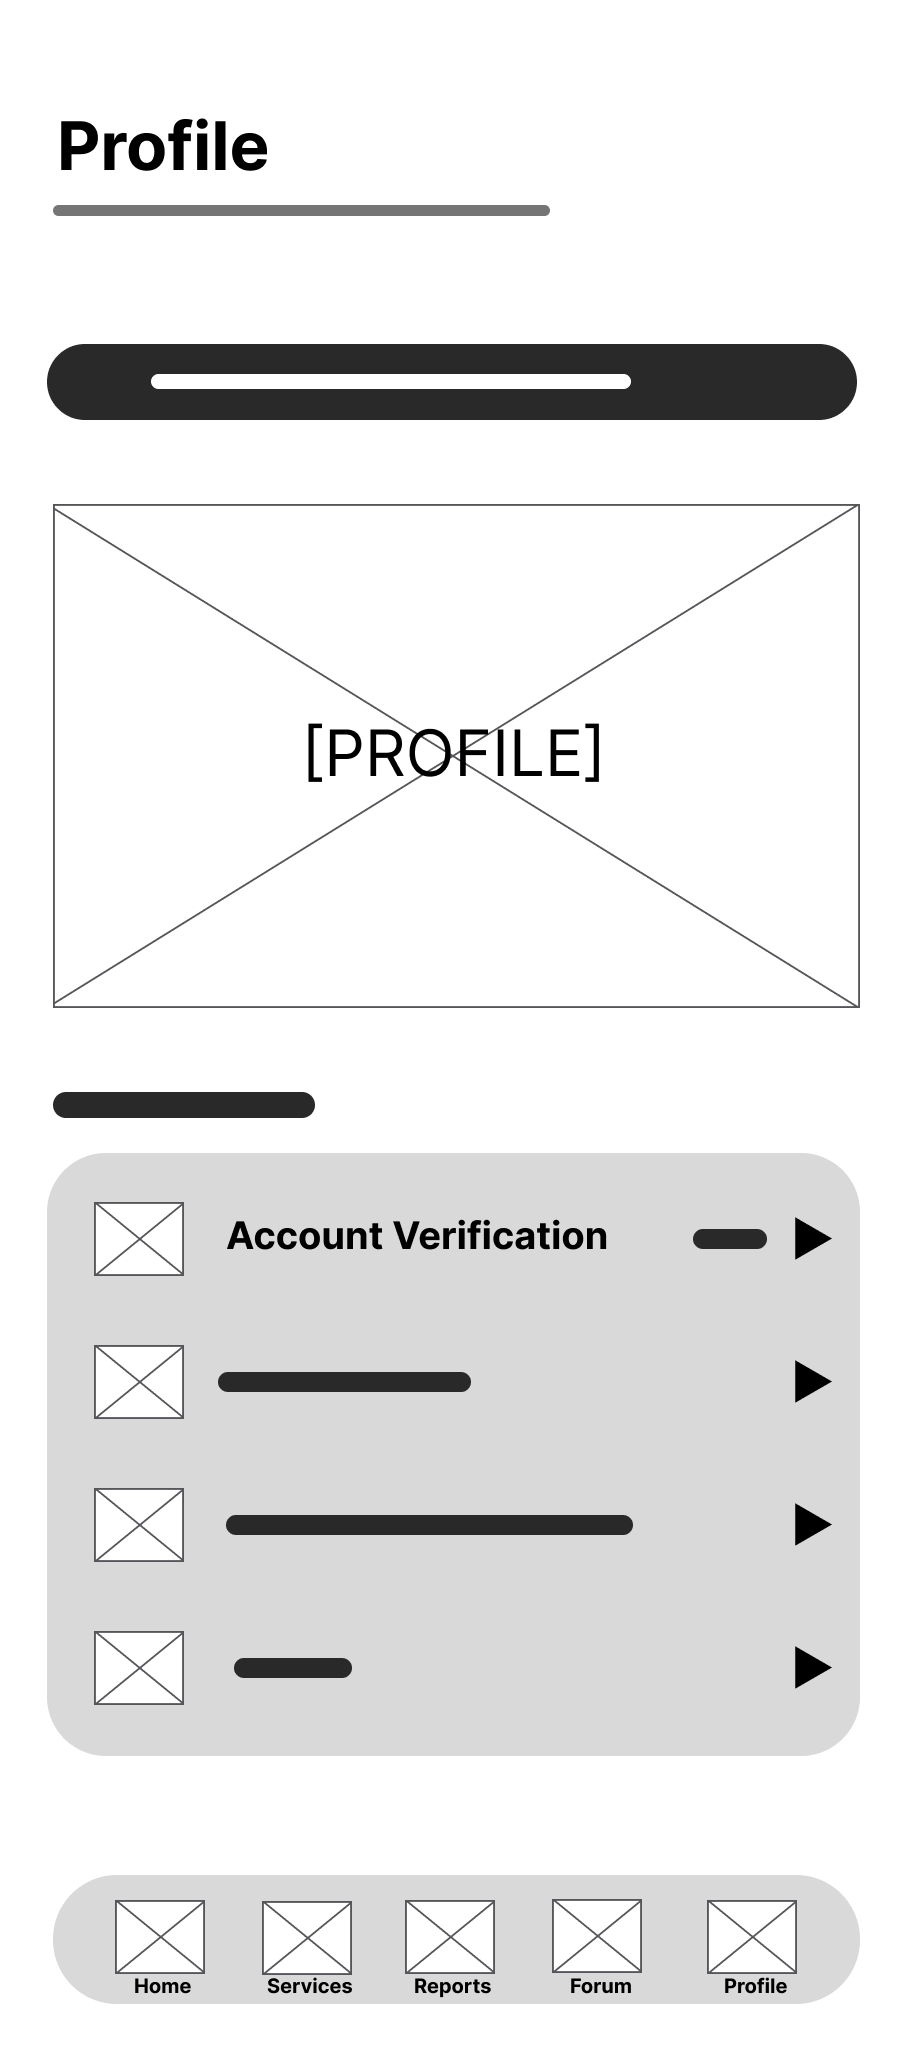 Profile
[PROFILE]
Account Verification
Home Services Reports Forum Profile